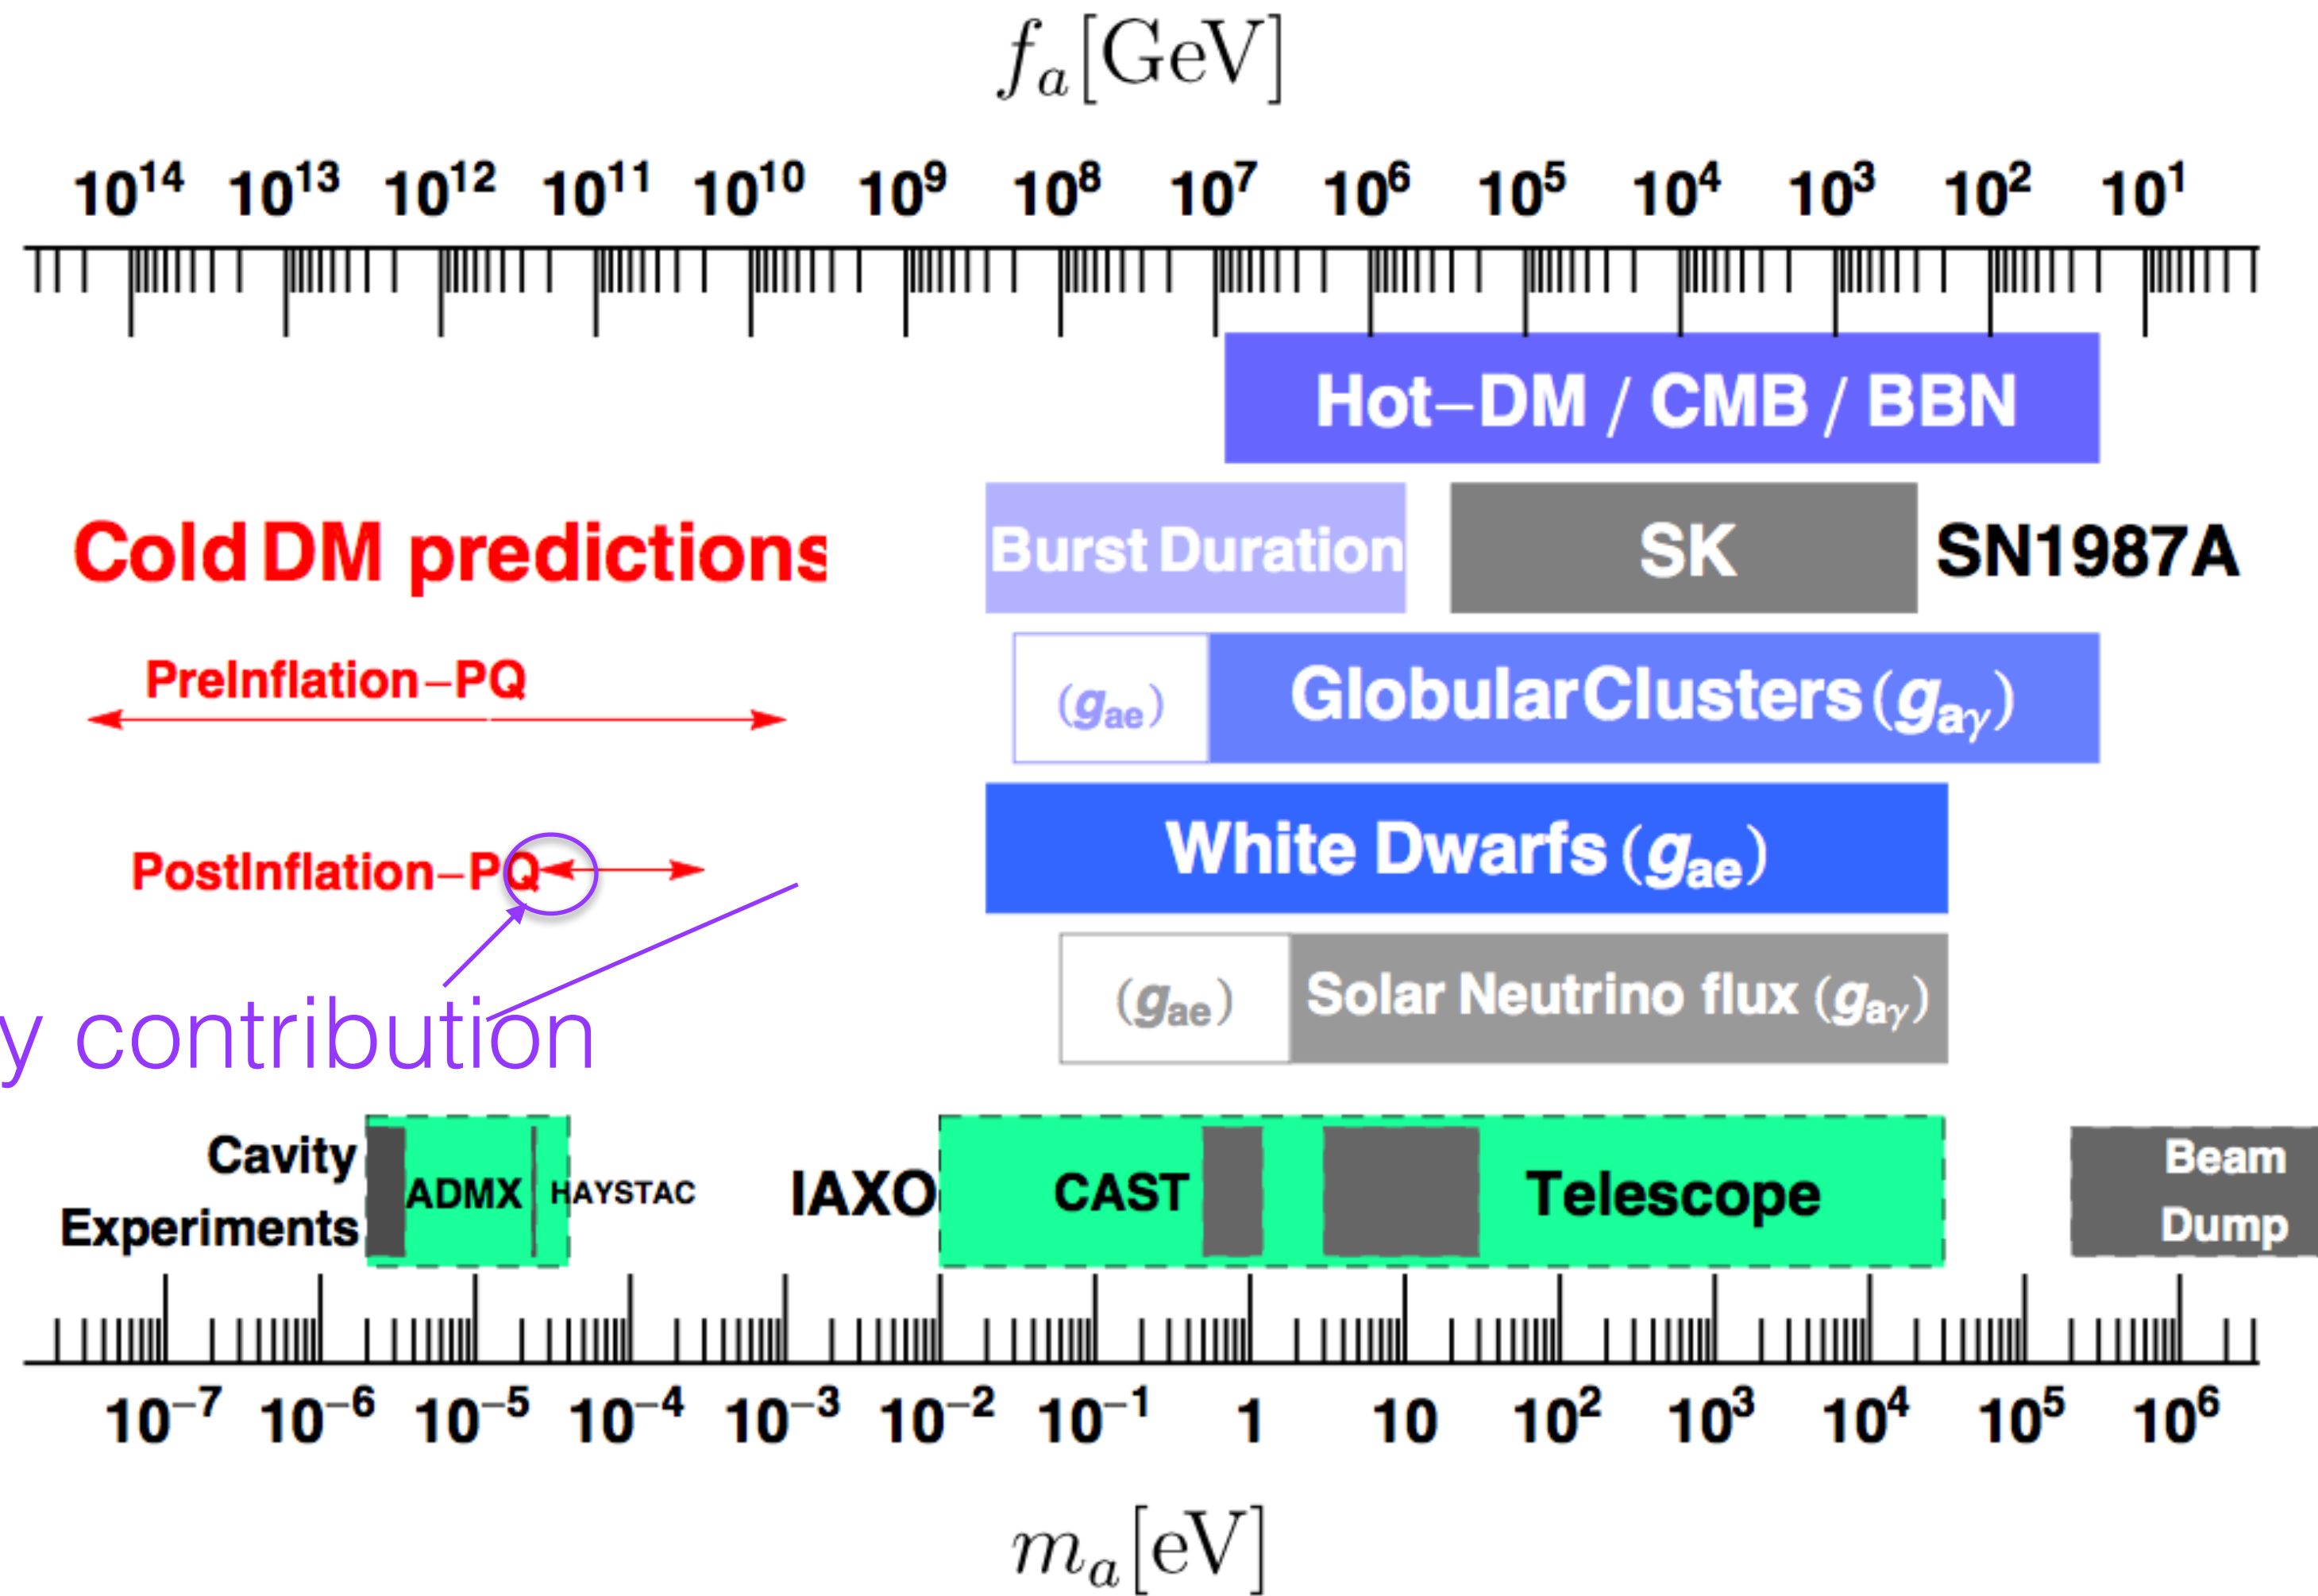 f_a[GeV]
10^14 10^13 10^12 10^11 10^10 10^9 10^8 10^7 10^6 10^5 10^4 10^3 10^2 10^1
Hot–DM / CMB / BBN
Cold DM predictions
Burst Duration
SK
SN1987A
PreInflation–PQ
(g_ae)
Globular Clusters (g_aγ)
PostInflation–PQ
White Dwarfs (g_ae)
(g_ae)
Solar Neutrino flux (g_aγ)
y contribution
Cavity
Experiments
ADMX
HAYSTAC
IAXO
CAST
Telescope
Beam
Dump
10^−7 10^−6 10^−5 10^−4 10^−3 10^−2 10^−1 1 10 10^2 10^3 10^4 10^5 10^6
m_a[eV]